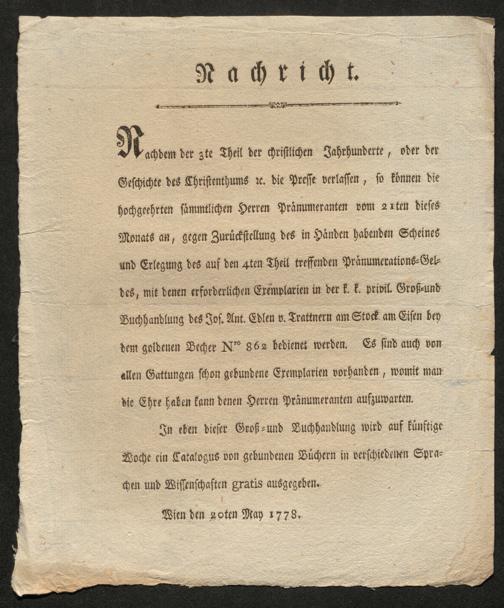 Nachricht.
Nachdem der 3te Theil der christlichen Jahrhunderte, oder der
Geschichte des Christenthums ꝛc. die Presse verlassen, so können die
hochgeehrten sämmtlichen Herren Pränumeranten vom 21ten dieses
Monats an, gegen Zurückstellung des in Händen habenden Scheines
und Erlegung des auf den 4ten Theil treffenden Pränumerations-Gel-
des, mit denen erforderlichen Exemplarien in der k. k. privil. Groß-und
Buchhandlung des Jos. Ant. Edlen v. Trattnern am Stock am Eisen bey
dem goldenen Becher Nro 862 bedienet werden. Es sind auch von
allen Gattungen schon gebundene Exemplarien vorhanden, womit man
die Ehre haben kann denen Herren Pränumeranten aufzuwarten.
In eben dieser Groß-und Buchhandlung wird auf künftige
Woche ein Catalogus von gebundenen Büchern in verschiedenen Spra-
chen und Wissenschaften gratis ausgegeben.
Wien den 20ten May 1778.